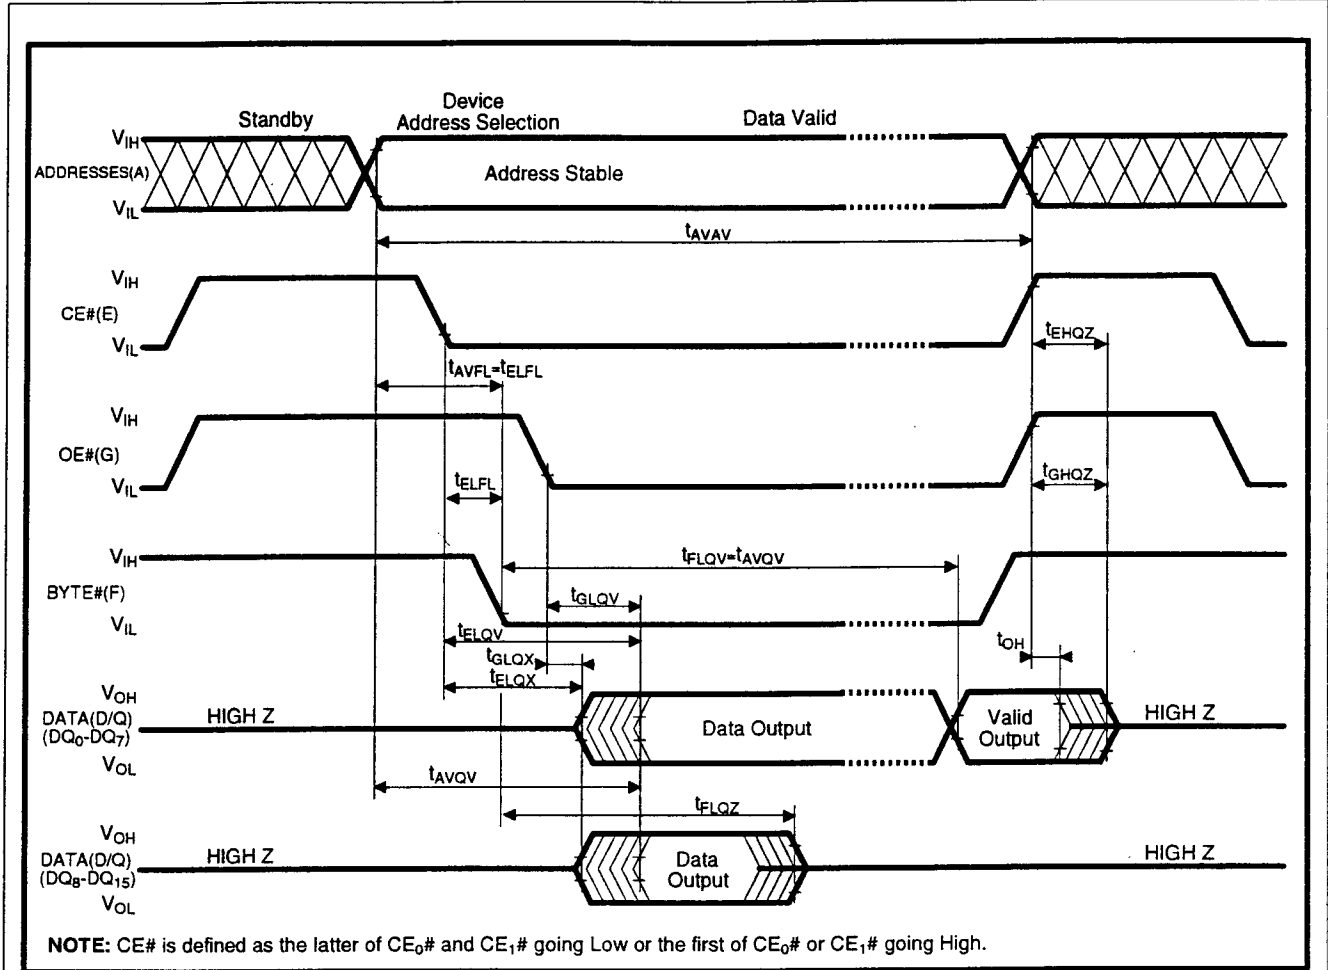 Standby
Device
Address Selection
Data Valid
VIH
ADDRESSES(A)
VIL
Address Stable
tAVAV
VIH
CE#(E)
VIL
tEHQZ
tAVFL=tELFL
VIH
OE#(G)
VIL
tELFL
tGHQZ
VIH
BYTE#(F)
VIL
tFLQV=tAVQV
tGLQV
tELQV
tGLQX
tELQX
tOH
VOH
DATA(D/Q)
(DQ0-DQ7)
VOL
HIGH Z
Data Output
Valid
Output
HIGH Z
tAVQV
tFLQZ
VOH
DATA(D/Q)
(DQ8-DQ15)
VOL
HIGH Z
Data
Output
HIGH Z
NOTE: CE# is defined as the latter of CE0# and CE1# going Low or the first of CE0# or CE1# going High.